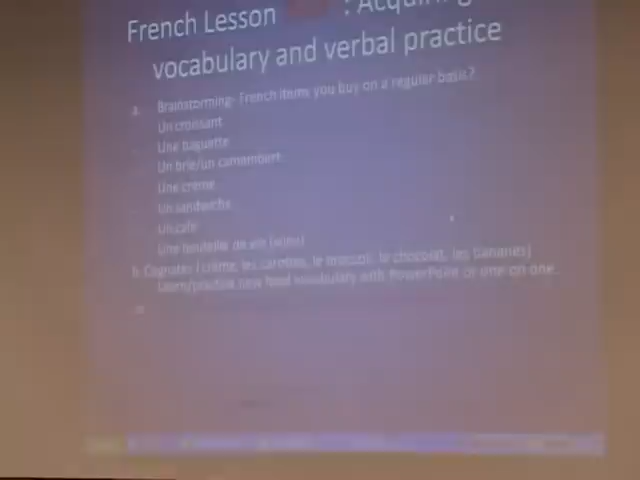 French Lesson : Acquiring
vocabulary and verbal practice
a. Brainstorming- French items you buy on a regular basis?
Un croissant
Une baguette
Un brie/un camembert
Une crème
Un sandwichs
Un café
Une bouteille de vin
b. Cognates ( crème, les carottes, le brocoli, le chocolat, les bananes)
Learn/practice new food vocabulary with PowerPoint or one on one.